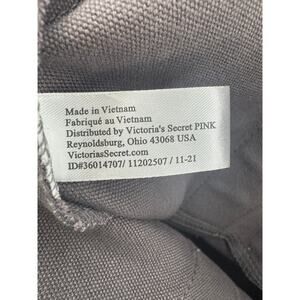 Made in Vietnam
Fabriqué au Vietnam
Distributed by Victoria's Secret PINK
Reynoldsburg, Ohio 43068 USA
VictoriasSecret.com
ID#36014707/ 11202507 / 11-21